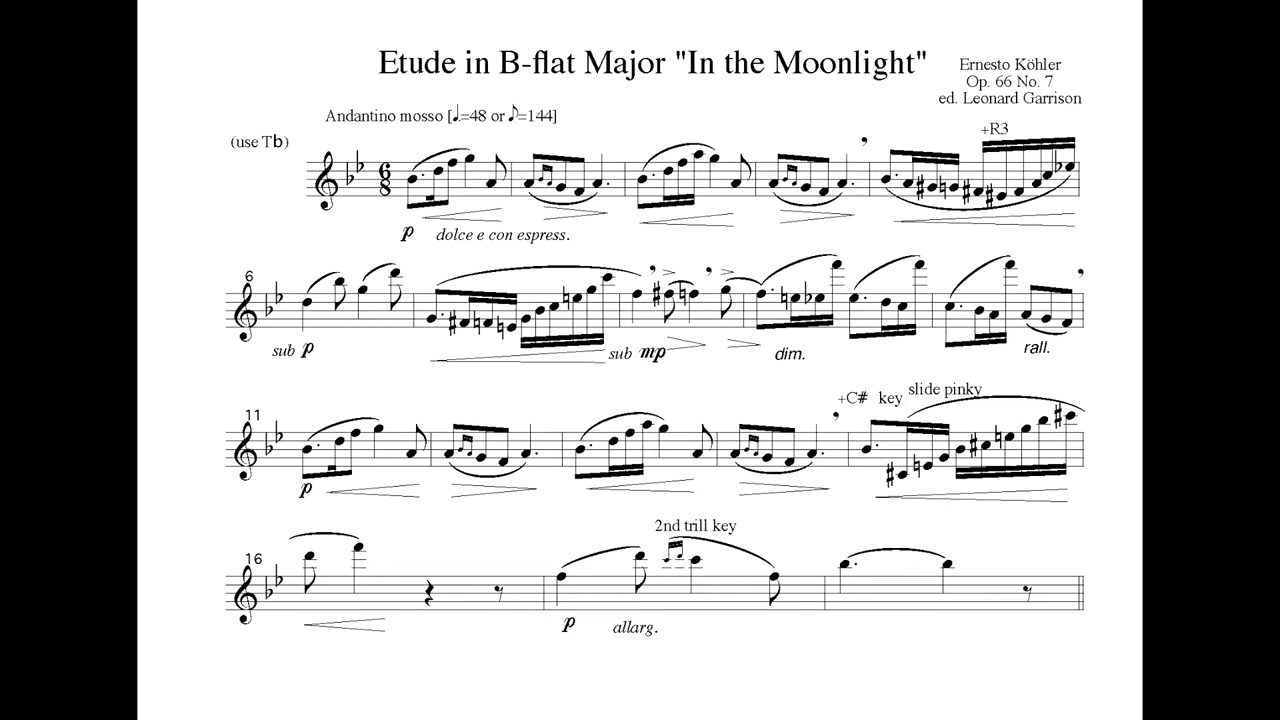 Etude in B-flat Major "In the Moonlight"
Ernesto Köhler
Op. 66 No. 7
ed. Leonard Garrison
Andantino mosso [♩.=48 or ♪=144]
(use T♭)
+R3
p dolce e con espress.
6
sub p
sub mp
dim.
rall.
+C# key slide pinky
11
p
2nd trill key
16
p
allarg.